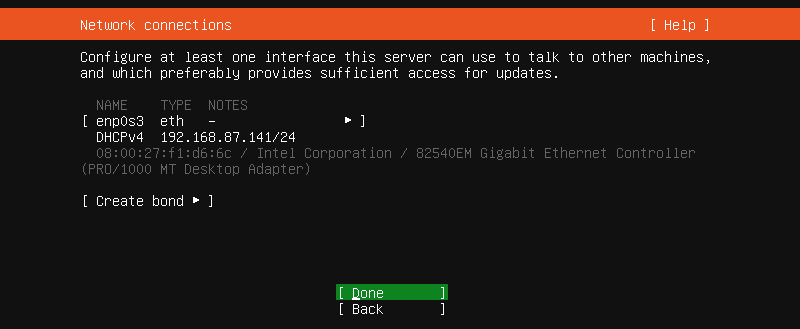 Network connections [ Help ]
Configure at least one interface this server can use to talk to other machines,
and which preferably provides sufficient access for updates.
NAME TYPE NOTES
[ enp0s3 eth - ▸ ]
DHCPv4 192.168.87.141/24
08:00:27:f1:d6:6c / Intel Corporation / 82540EM Gigabit Ethernet Controller
(PRO/1000 MT Desktop Adapter)
[ Create bond ▸ ]
[ Done ]
[ Back ]